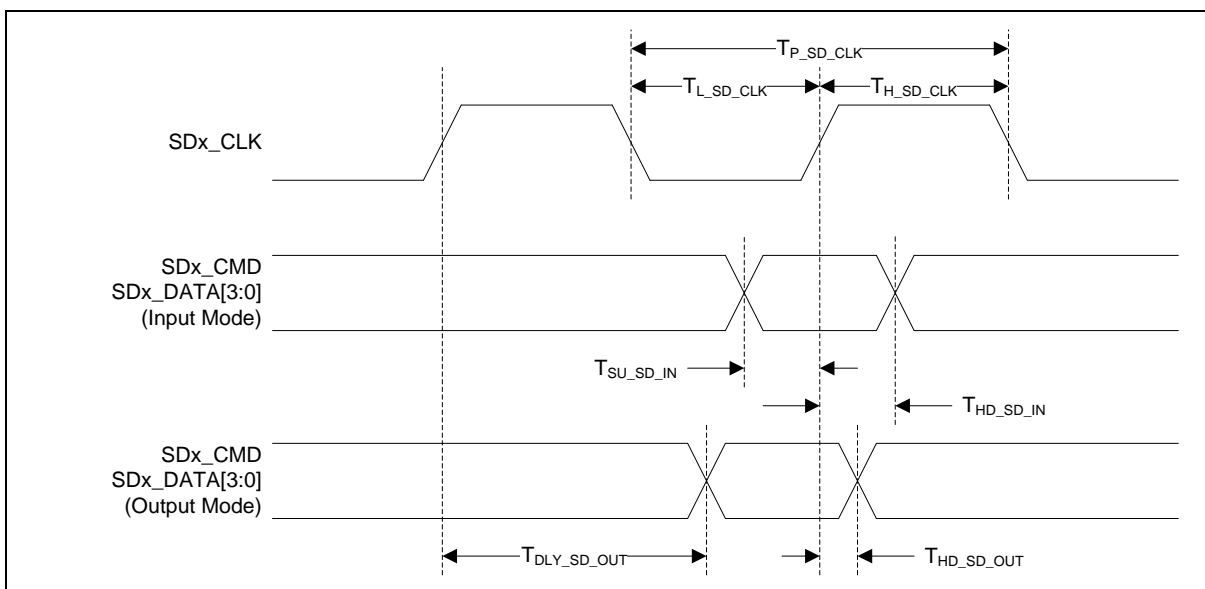 T_P_SD_CLK
T_L_SD_CLK
T_H_SD_CLK
SDx_CLK
SDx_CMD
SDx_DATA[3:0]
(Input Mode)
T_SU_SD_IN
T_HD_SD_IN
SDx_CMD
SDx_DATA[3:0]
(Output Mode)
T_DLY_SD_OUT
T_HD_SD_OUT